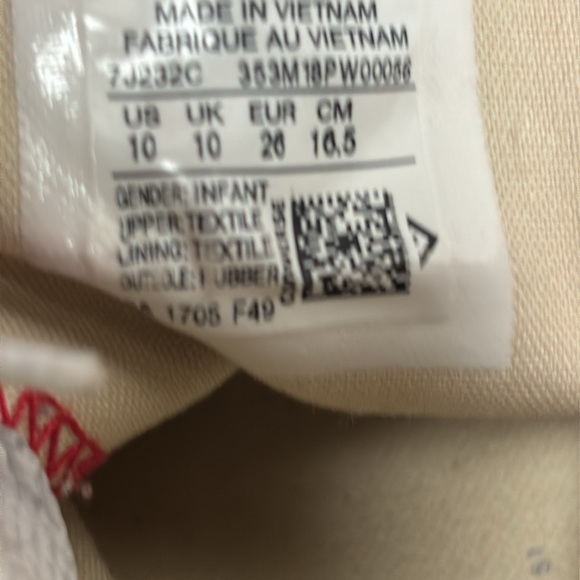 MADE IN VIETNAM
FABRIQUE AU VIETNAM
7J232C 353M18PW00056
US UK EUR CM
10 10 26 16.5
GENDER: INFANT
UPPER: TEXTILE
LINING: TEXTILE
OUTSOLE: RUBBER
CONVERSE
1705 F49